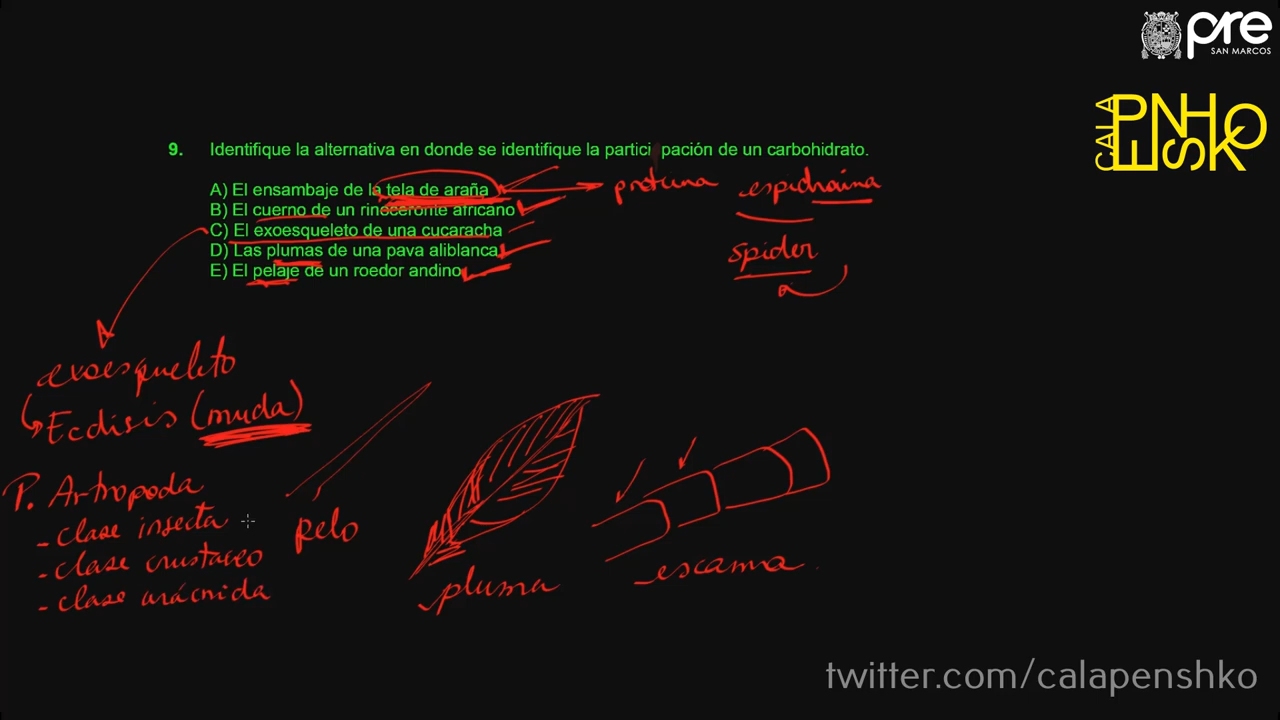 pre
SAN MARCOS
CALA
PENSHKO
9. Identifique la alternativa en donde se identifique la partici pación de un carbohidrato.
A) El ensambaje de la tela de araña
proteina espidroina
B) El cuerno de un rinoceronte africano
C) El exoesqueleto de una cucaracha
D) Las plumas de una pava aliblanca
spider
E) El pelaje de un roedor andino
exoesqueleto
Ecdisis (muda)
P. Artropoda
- clase insecta
pelo
- clase crustaceo
- clase arácnida
pluma
escama
twitter.com/calapenshko